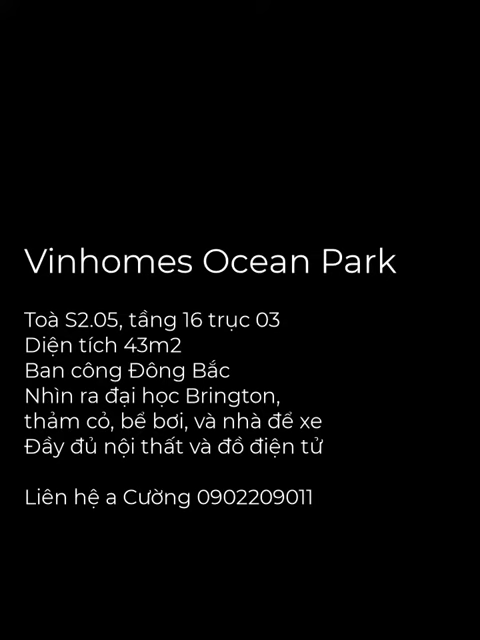 Vinhomes Ocean Park
Toà S2.05, tầng 16 trục 03
Diện tích 43m2
Ban công Đông Bắc
Nhìn ra đại học Brington,
thảm cỏ, bể bơi, và nhà để xe
Đầy đủ nội thất và đồ điện tử
Liên hệ a Cường 0902209011